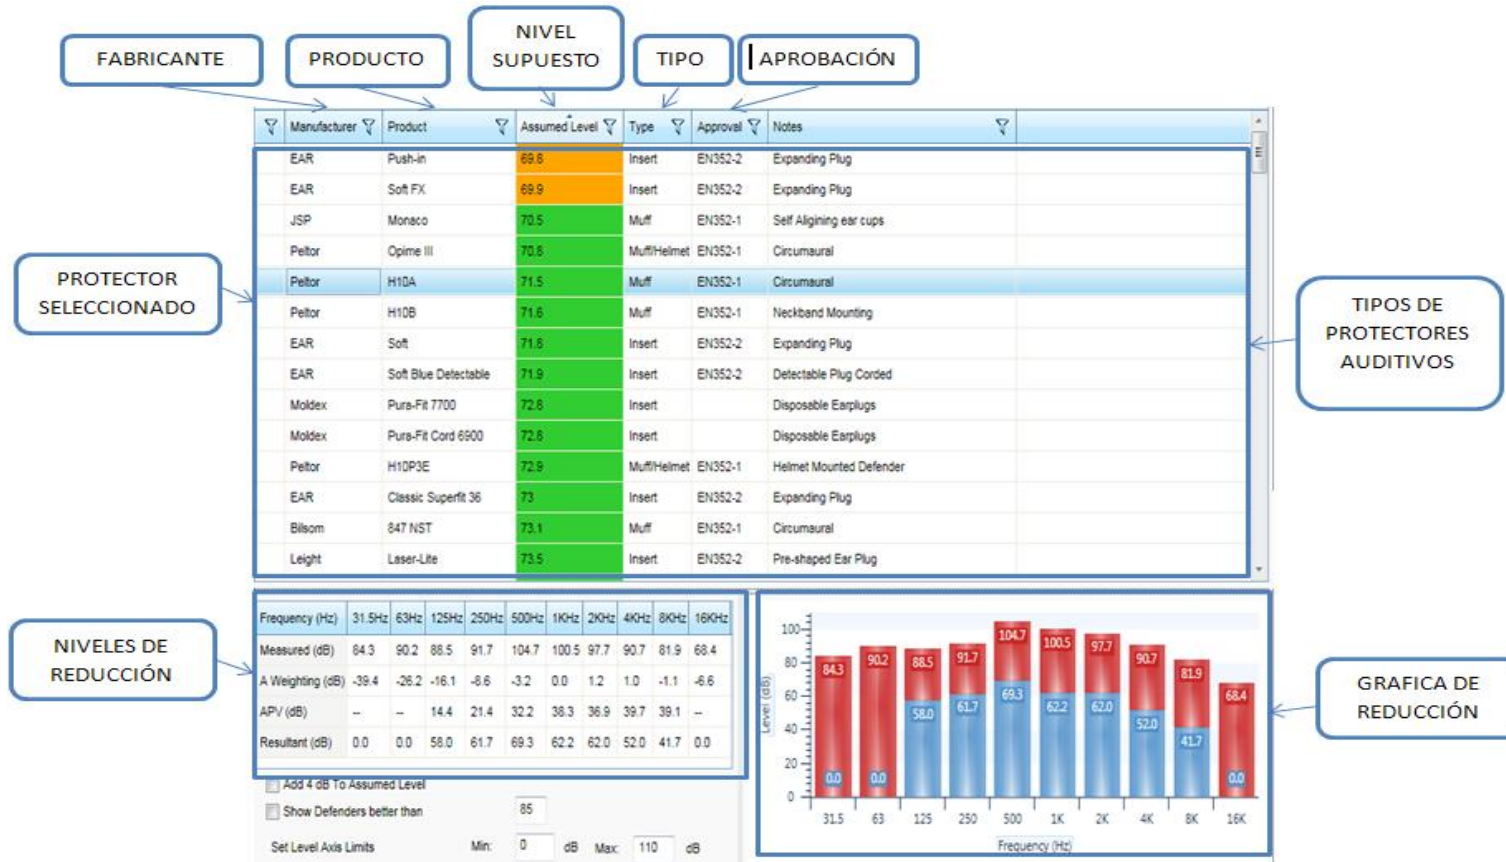 NIVEL
SUPUESTO
FABRICANTE
PRODUCTO
TIPO
APROBACIÓN
Manufacturer Product Assumed Level Type Approval Notes
EAR Push-in 69.8 Insert EN352-2 Expanding Plug
EAR Soft FX 69.9 Insert EN352-2 Expanding Plug
JSP Monaco 70.5 Muff EN352-1 Self Aligining ear cups
Peltor Opime III 70.8 Muff/Helmet EN352-1 Circumaural
Peltor H10A 71.5 Muff EN352-1 Circumaural
Peltor H10B 71.6 Muff EN352-1 Neckband Mounting
EAR Soft 71.8 Insert EN352-2 Expanding Plug
EAR Soft Blue Detectable 71.9 Insert EN352-2 Detectable Plug Corded
Moldex Pura-Fit 7700 72.8 Insert Disposable Earplugs
Moldex Pura-Fit Cord 6900 72.8 Insert Disposable Earplugs
Peltor H10P3E 72.9 Muff/Helmet EN352-1 Helmet Mounted Defender
EAR Classic Superfit 36 73 Insert EN352-2 Expanding Plug
Bilsom 847 NST 73.1 Muff EN352-1 Circumaural
Leight Laser-Lite 73.5 Insert EN352-2 Pre-shaped Ear Plug
PROTECTOR
SELECCIONADO
TIPOS DE
PROTECTORES
AUDITIVOS
NIVELES DE
REDUCCIÓN
Frequency (Hz) 31.5Hz 63Hz 125Hz 250Hz 500Hz 1KHz 2KHz 4KHz 8KHz 16KHz
Measured (dB) 84.3 90.2 88.5 91.7 104.7 100.5 97.7 90.7 81.9 68.4
A Weighting (dB) -39.4 -26.2 -16.1 -8.6 -3.2 0.0 1.2 1.0 -1.1 -6.6
APV (dB) -- -- 14.4 21.4 32.2 38.3 36.9 39.7 39.1 --
Resultant (dB) 0.0 0.0 58.0 61.7 69.3 62.2 62.0 52.0 41.7 0.0
Add 4 dB To Assumed Level
Show Defenders better than 85
Set Level Axis Limits Min: 0 dB Max: 110 dB
Level (dB)
100
80
60
40
20
0
84.3 90.2 88.5 91.7 104.7 100.5 97.7 90.7 81.9 68.4
0.0 0.0 58.0 61.7 69.3 62.2 62.0 52.0 41.7 0.0
31.5 63 125 250 500 1K 2K 4K 8K 16K
Frequency (Hz)
GRAFICA DE
REDUCCIÓN